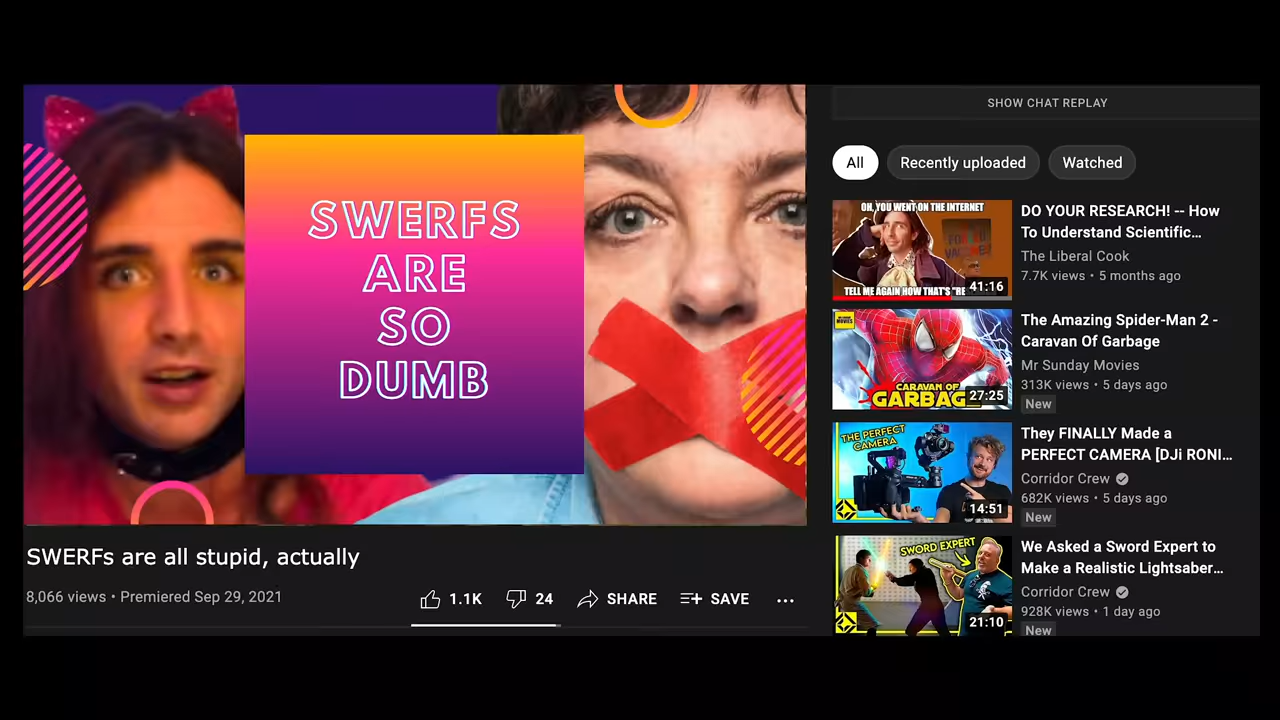 SWERFS
ARE
SO
DUMB
SWERFs are all stupid, actually
8,066 views • Premiered Sep 29, 2021
1.1K
24
SHARE
SAVE
SHOW CHAT REPLAY
All
Recently uploaded
Watched
OH, YOU WENT ON THE INTERNET
TELL ME AGAIN HOW THAT'S "RE
41:16
DO YOUR RESEARCH! -- How
To Understand Scientific...
The Liberal Cook
7.7K views • 5 months ago
MOVIES
CARAVAN OF
GARBAG
27:25
The Amazing Spider-Man 2 -
Caravan Of Garbage
Mr Sunday Movies
313K views • 5 days ago
New
THE PERFECT
CAMERA
14:51
They FINALLY Made a
PERFECT CAMERA [DJi RONI...
Corridor Crew
682K views • 5 days ago
New
SWORD EXPERT
21:10
We Asked a Sword Expert to
Make a Realistic Lightsaber...
Corridor Crew
928K views • 1 day ago
New